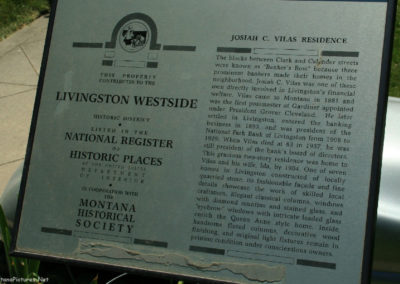 THIS PROPERTY
CONTRIBUTES TO THE
LIVINGSTON WESTSIDE
HISTORIC DISTRICT
LISTED IN THE
NATIONAL REGISTER
OF
HISTORIC PLACES
BY THE UNITED STATES
DEPARTMENT
OF INTERIOR
IN COOPERATION WITH THE
MONTANA
HISTORICAL
SOCIETY
JOSIAH C. VILAS RESIDENCE
The blocks between Clark and Callender streets
were known as "Banker's Row" because three
prominent bankers made their homes in the
neighborhood. Josiah C. Vilas was one of these
men directly involved in Livingston's financial
welfare. Vilas came to Montana in 1883 and
was the first postmaster at Gardiner appointed
under President Grover Cleveland. He later
settled in Livingston, entered the banking
business in 1892, and was president of the
National Park Bank of Livingston from 1908 to
1929. When Vilas died at 83 in 1937, he was
still president of the bank's board of directors.
This gracious two-story residence was home to
Vilas and his wife, Ida, by 1904. One of seven
homes in Livingston constructed of locally
quarried stone, its fashionable facade and fine
details showcase the work of skilled local
craftsmen. Elegant classical columns, windows
with diamond muntins and stained glass, and
"eyebrow" windows with intricate leaded glass
enrich the Queen Anne style home. Inside,
handsome fluted columns, decorative wood
finishing, and original light fixtures remain in
pristine condition under conscientious owners.